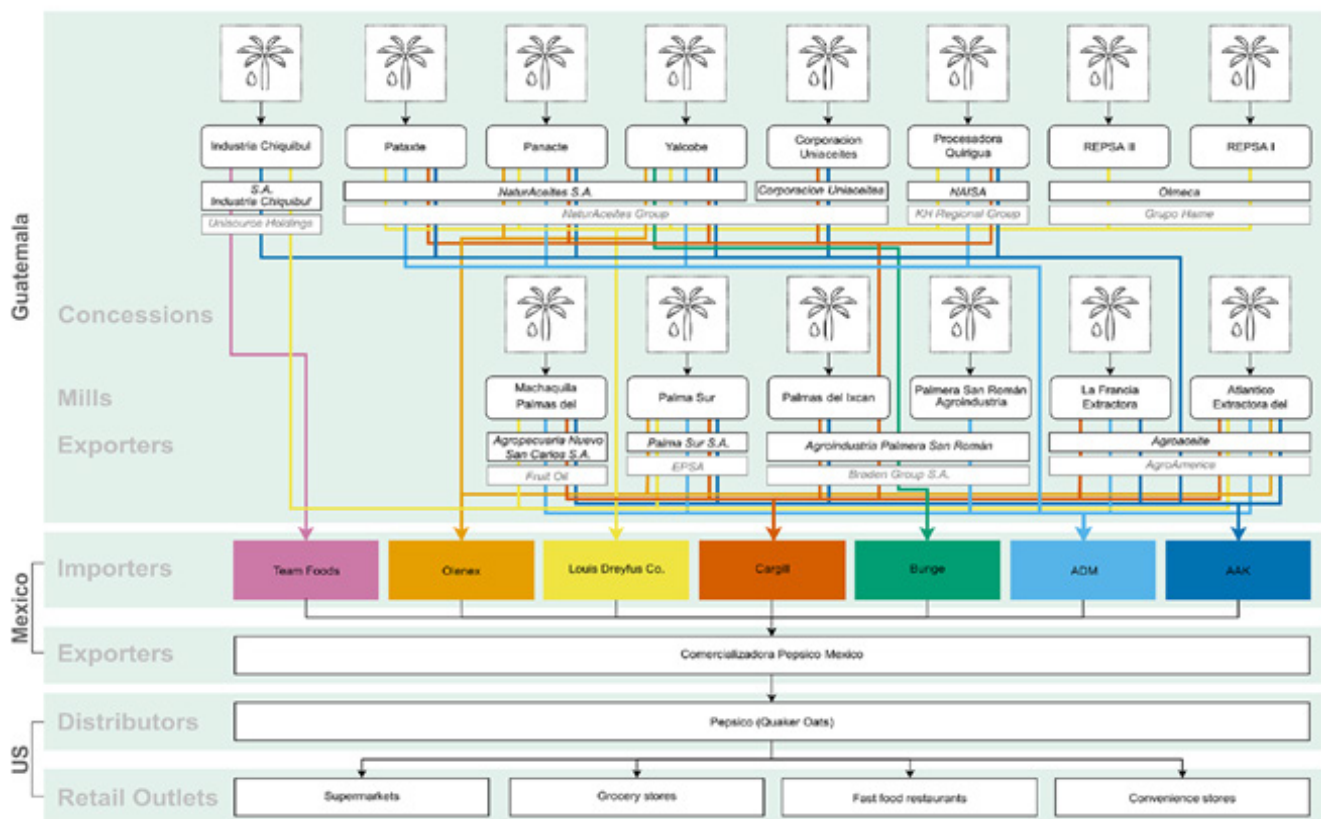 Guatemala
Industria Chiquibul
Pataxte
Panacte
Yalcobe
Corporacion
Uniaceites
Procesadora
Quirigua
REPSA III
REPSA I
S.A.
Industria Chiquibul
NaturAceites S.A.
Corporacion Uniaceites
NAISA
Olmeca
Unisource Holdings
NaturAceites Group
KH Regional Group
Grupo Hame
Concessions
Mills
Machaquila
Palmas del
Palma Sur
Palmas del Ixcan
Palmera San Román
Agroindustria
La Francia
Extractora
Atlantico
Extractora del
Exporters
Agropecuaria Nuevo
San Carlos S.A.
Palma Sur S.A.
Agroindustria Palmera San Román
Agroaceite
Fruit Oil
EPSA
Braden Group S.A.
AgroAmerica
Mexico
Importers
Team Foods
Olenex
Louis Dreyfus Co.
Cargill
Bunge
ADM
AAK
Exporters
Comercializadora Pepsico Mexico
US
Distributors
Pepsico (Quaker Oats)
Retail Outlets
Supermarkets
Grocery stores
Fast food restaurants
Convenience stores